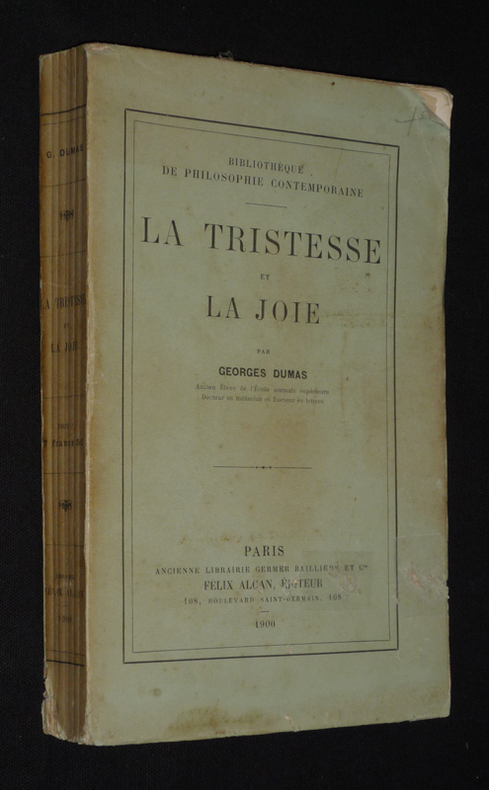 BIBLIOTHÈQUE
DE PHILOSOPHIE CONTEMPORAINE
LA TRISTESSE
ET
LA JOIE
PAR
GEORGES DUMAS
Ancien Élève de l'École normale supérieure
Docteur en médecine et Docteur ès lettres
PARIS
ANCIENNE LIBRAIRIE GERMER BAILLIÈRE ET Cie
FÉLIX ALCAN, ÉDITEUR
108, BOULEVARD SAINT-GERMAIN, 108
1900
G. DUMAS
LA TRISTESSE
ET
LA JOIE